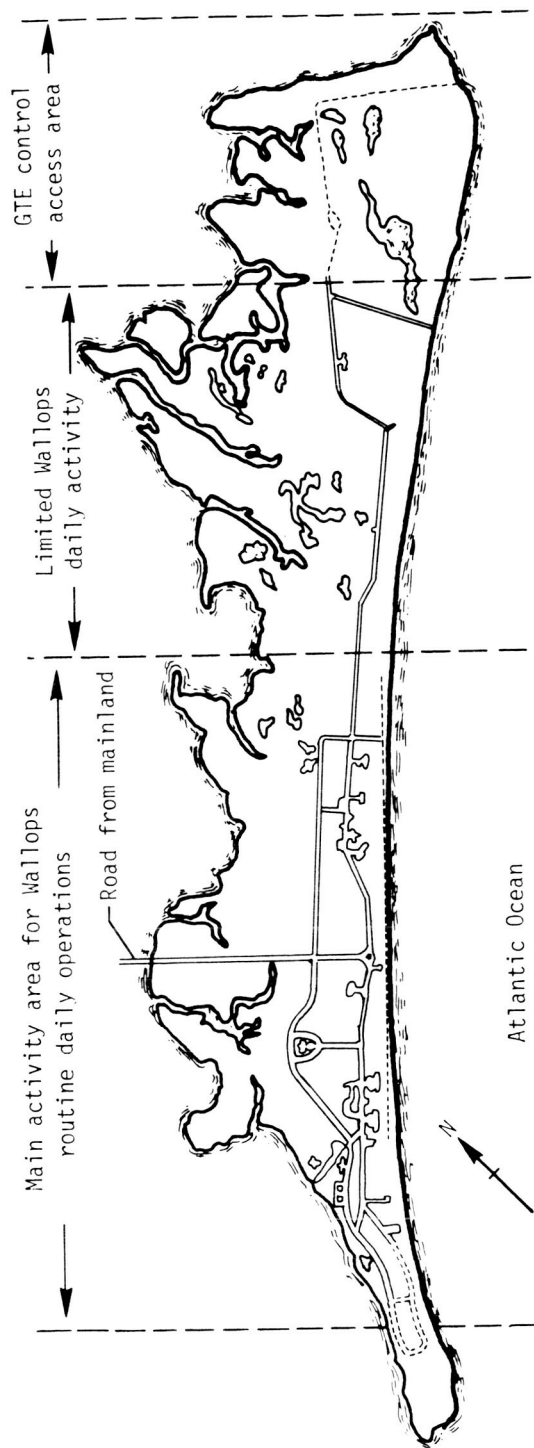 Main activity area for Wallops
routine daily operations
Road from mainland
Limited Wallops
daily activity
GTE control
access area
N
Atlantic Ocean